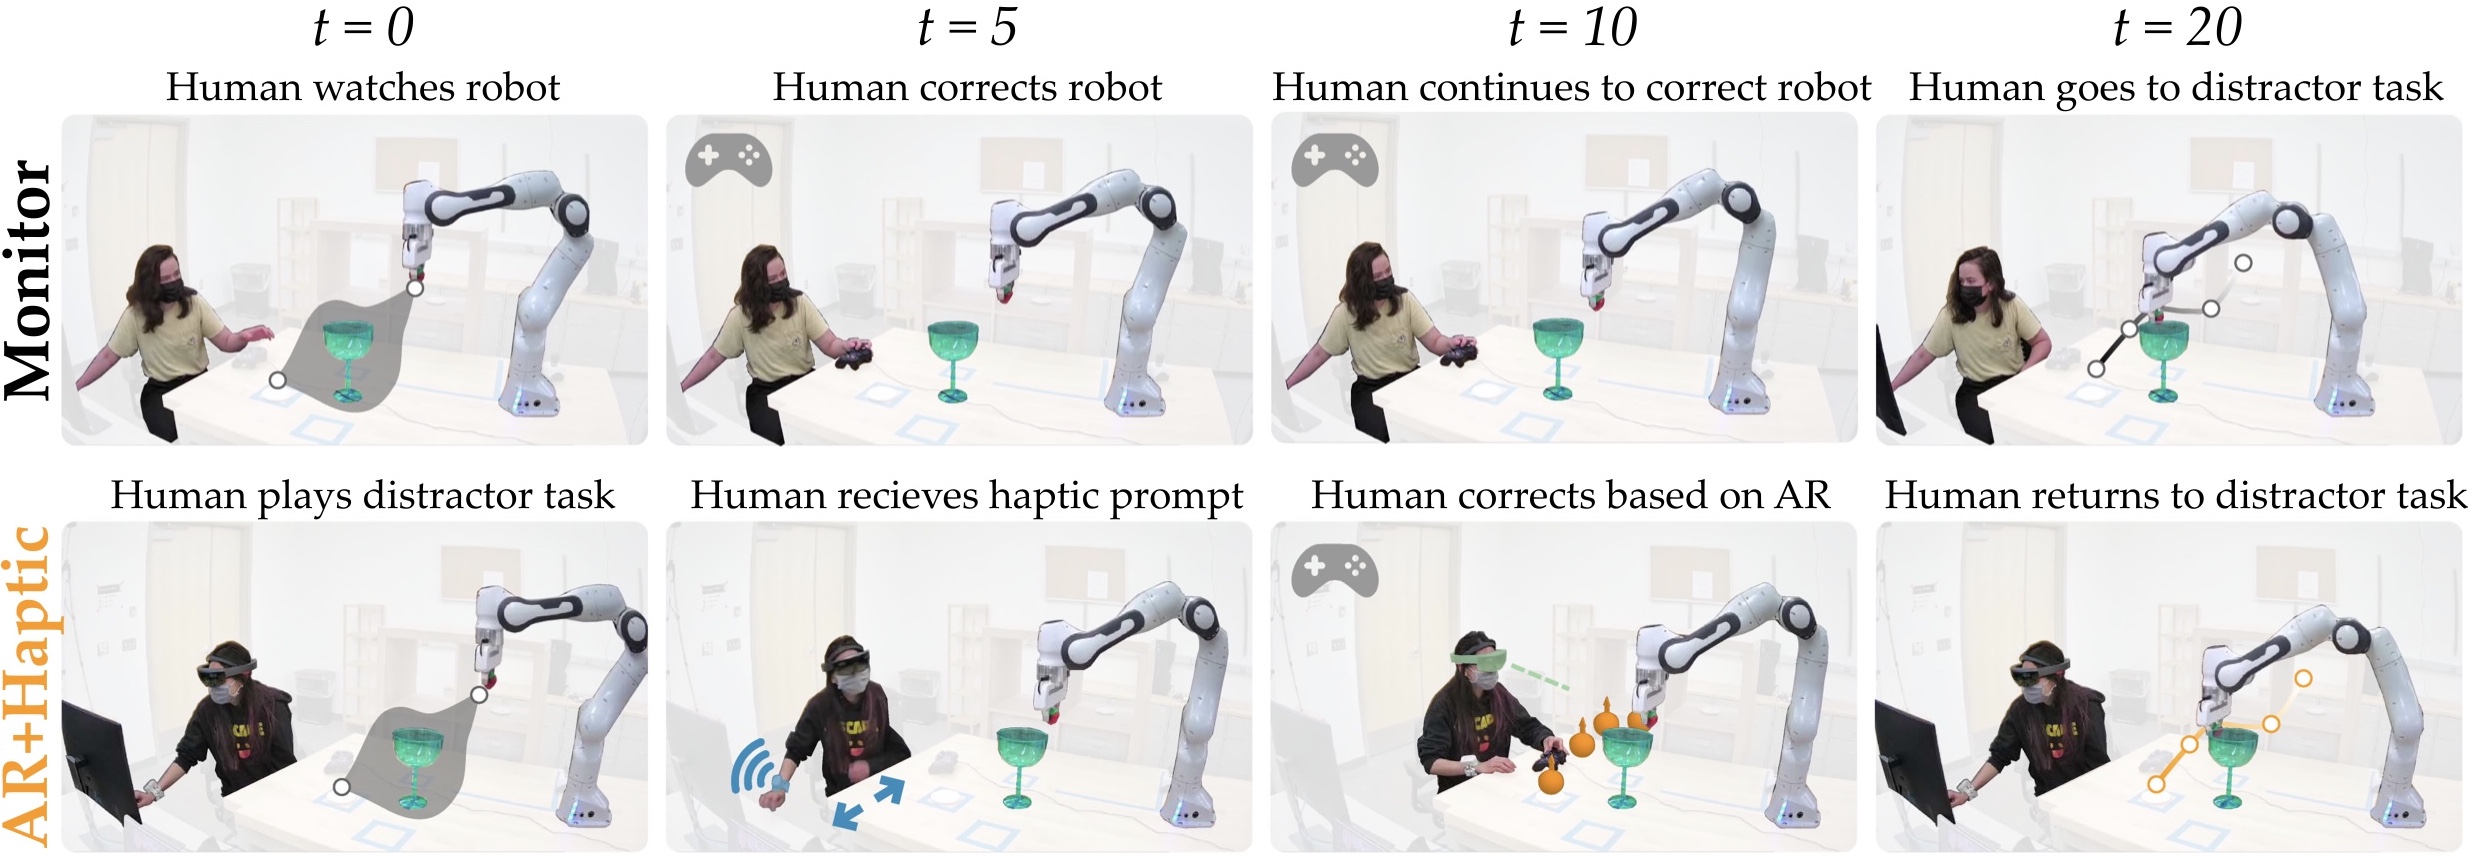 t = 0
t = 5
t = 10
t = 20
Human watches robot
Human corrects robot
Human continues to correct robot
Human goes to distractor task
Monitor
Human plays distractor task
Human recieves haptic prompt
Human corrects based on AR
Human returns to distractor task
AR+Haptic